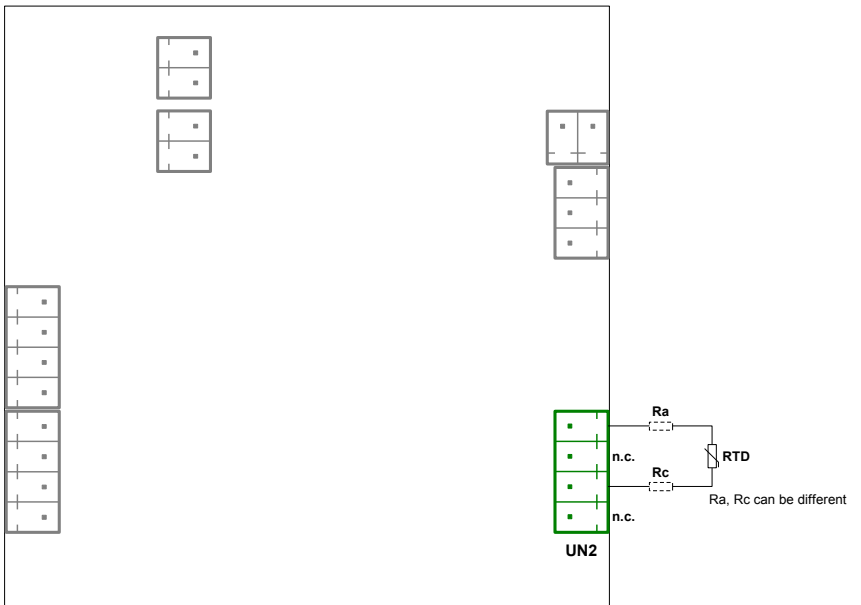 Ra
n.c.
RTD
Rc
Ra, Rc can be different
n.c.
UN2